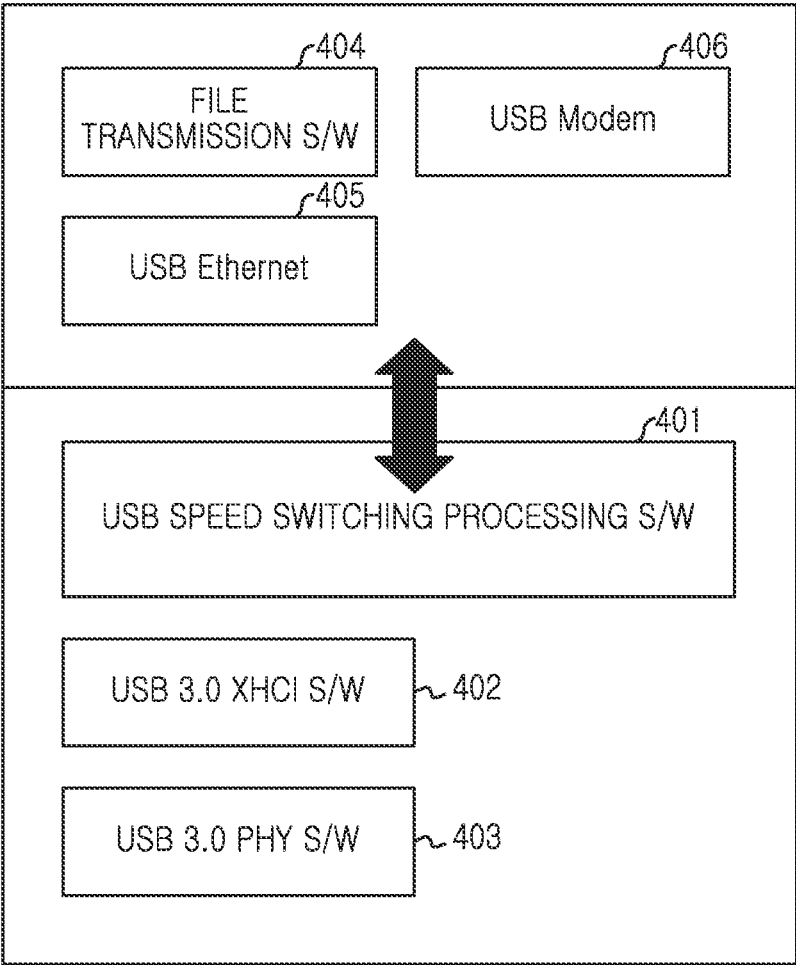 404
FILE
TRANSMISSION S/W
406
USB Modem
405
USB Ethernet
401
USB SPEED SWITCHING PROCESSING S/W
USB 3.0 XHCI S/W
402
USB 3.0 PHY S/W
403